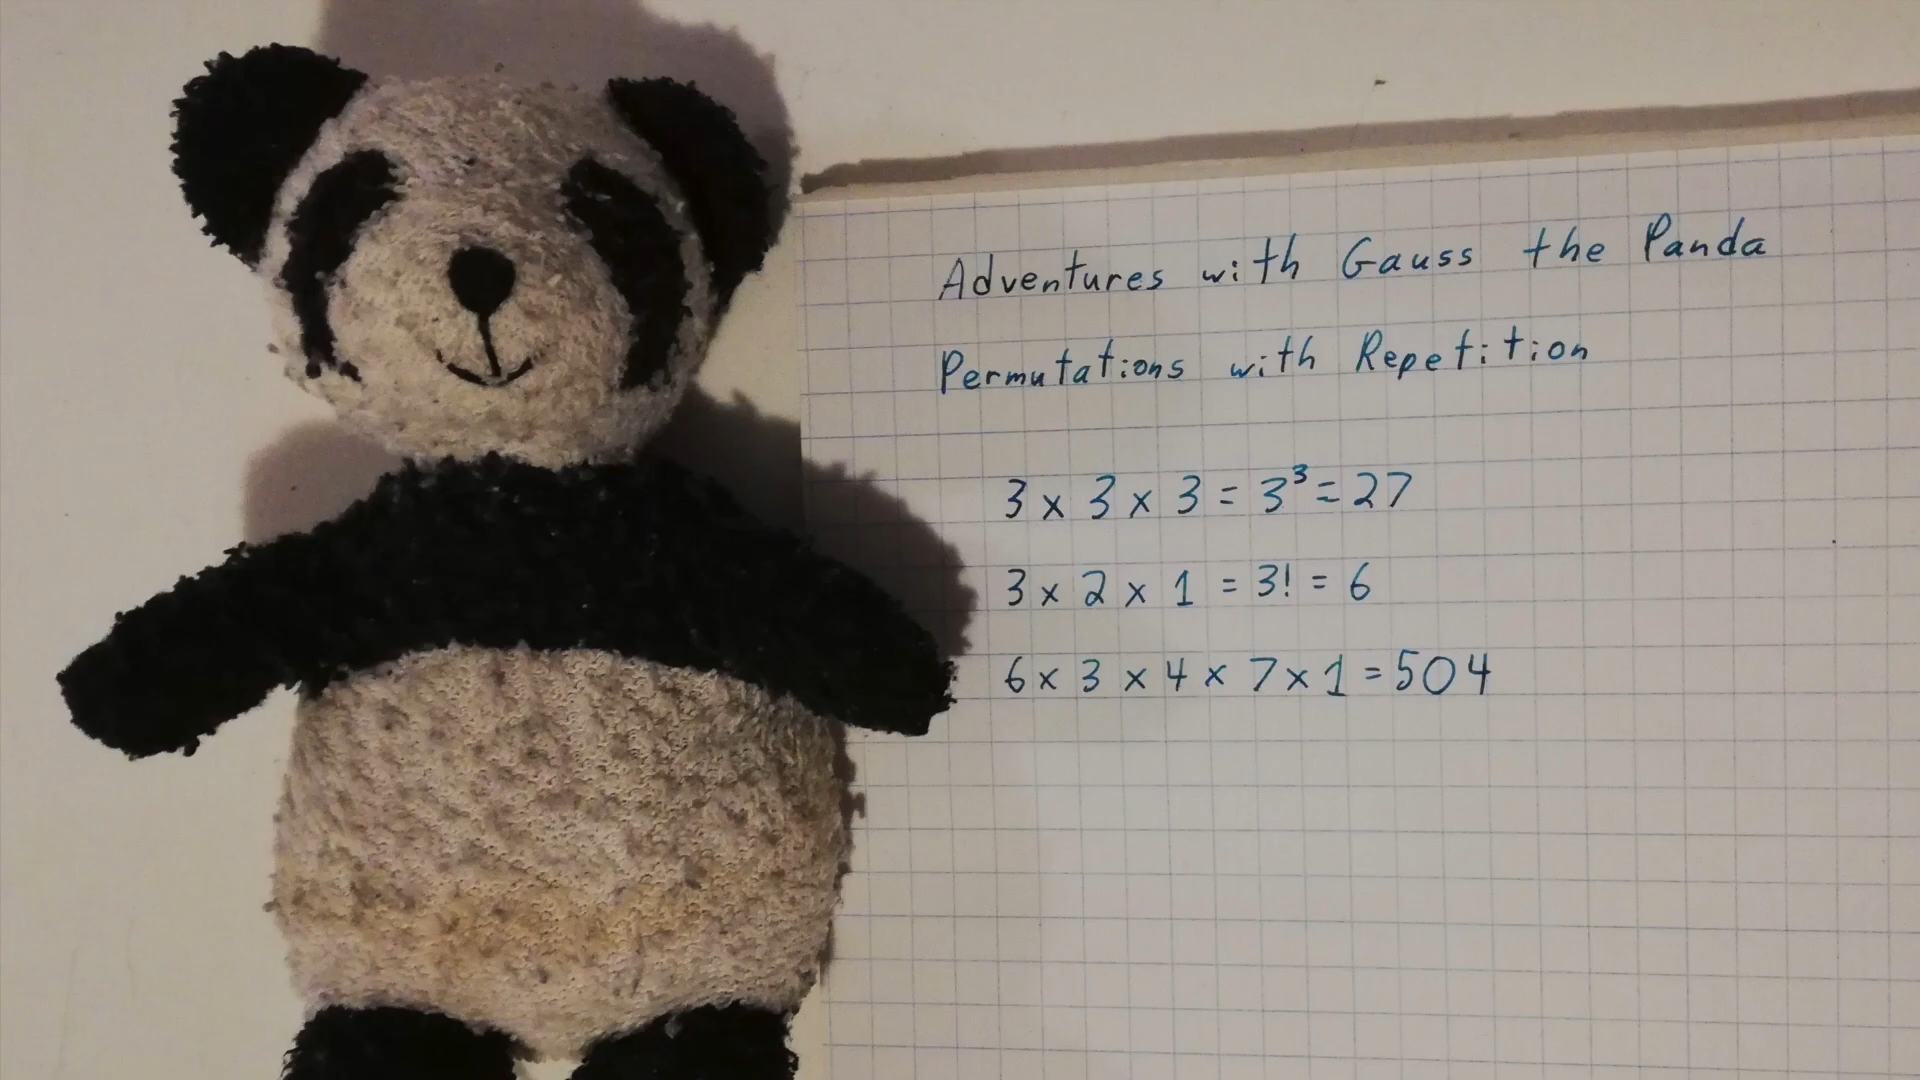 Adventures with Gauss the Panda
Permutations with Repetition
3 x 3 x 3 = 3³ = 27
3 x 2 x 1 = 3! = 6
6 x 3 x 4 x 7 x 1 = 504